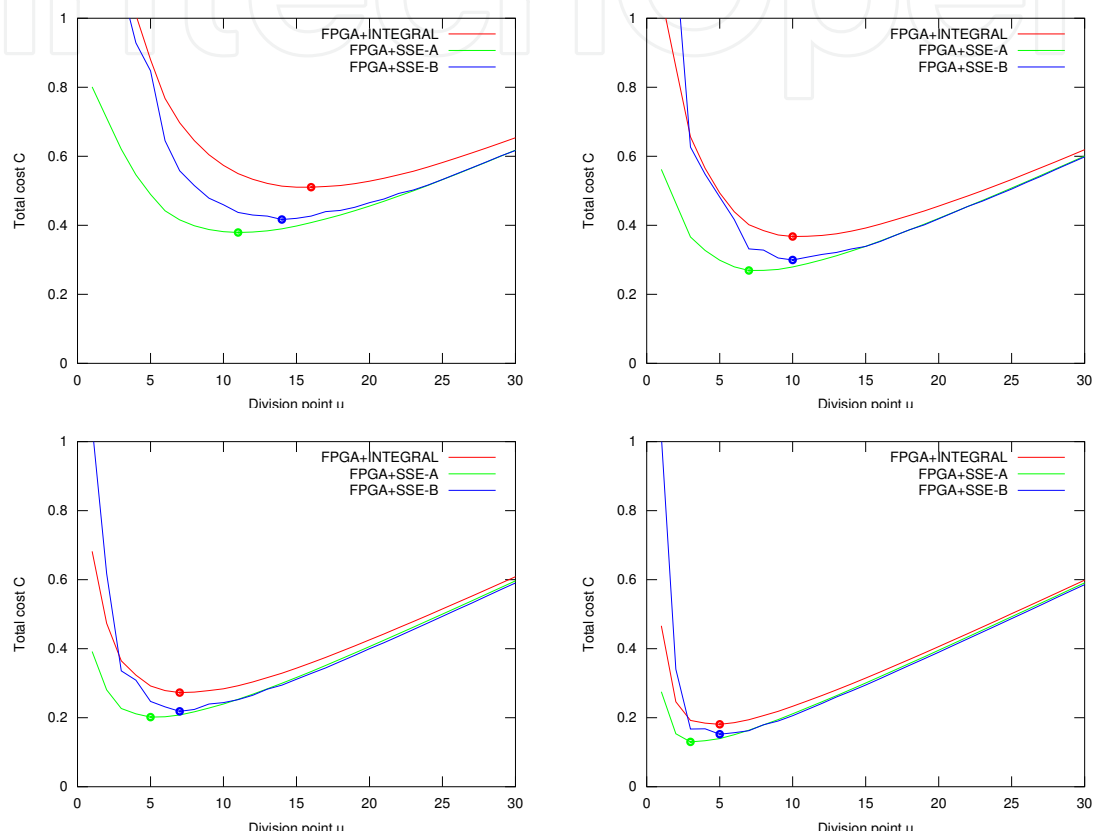 FPGA+INTEGRAL
FPGA+SSE-A
FPGA+SSE-B
Total cost C
1
0.8
0.6
0.4
0.2
0
0 5 10 15 20 25 30
Division point u
FPGA+INTEGRAL
FPGA+SSE-A
FPGA+SSE-B
Total cost C
1
0.8
0.6
0.4
0.2
0
0 5 10 15 20 25 30
Division point u
FPGA+INTEGRAL
FPGA+SSE-A
FPGA+SSE-B
Total cost C
1
0.8
0.6
0.4
0.2
0
0 5 10 15 20 25 30
Division point u
FPGA+INTEGRAL
FPGA+SSE-A
FPGA+SSE-B
Total cost C
1
0.8
0.6
0.4
0.2
0
0 5 10 15 20 25 30
Division point u